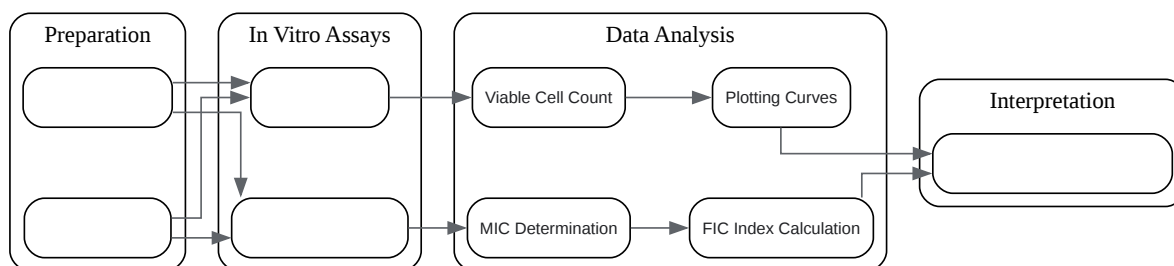 Preparation
In Vitro Assays
Data Analysis
Interpretation
Viable Cell Count
Plotting Curves
MIC Determination
FIC Index Calculation